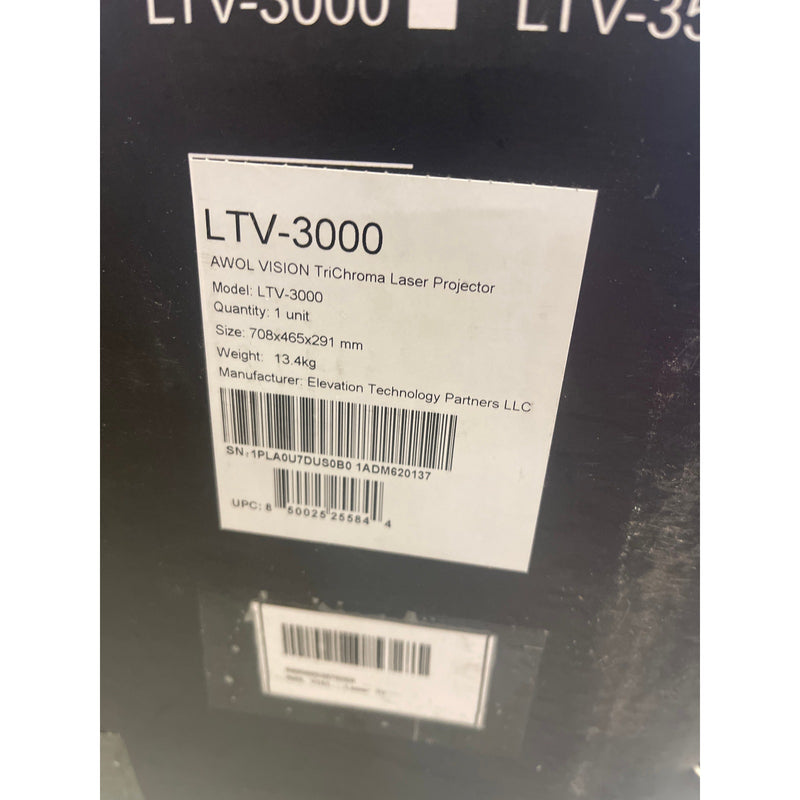 LTV-3000 LTV-35
LTV-3000
AWOL VISION TriChroma Laser Projector
Model: LTV-3000
Quantity: 1 unit
Size: 708x465x291 mm
Weight: 13.4kg
Manufacturer: Elevation Technology Partners LLC
SN:1PLA0U7DUS0B0 1ADM620137
UPC: 8 50025 25584 4